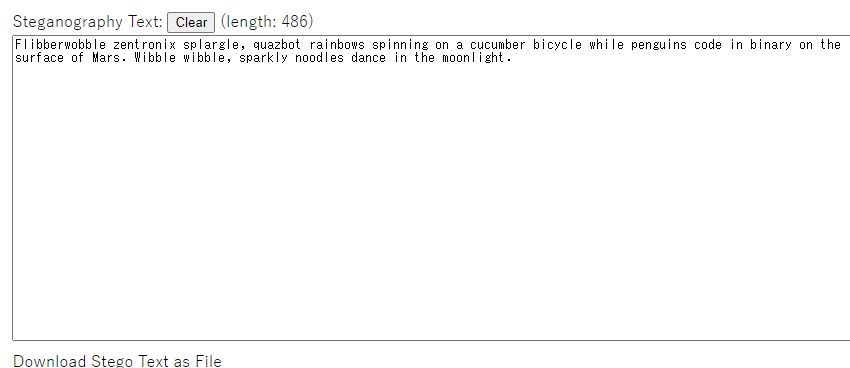 Steganography Text: Clear (length: 486)
Flibberwobble zentronix splargle, quazbot rainbows spinning on a cucumber bicycle while penguins code in binary on the
surface of Mars. Wibble wibble, sparkly noodles dance in the moonlight.
Download Stego Text as File